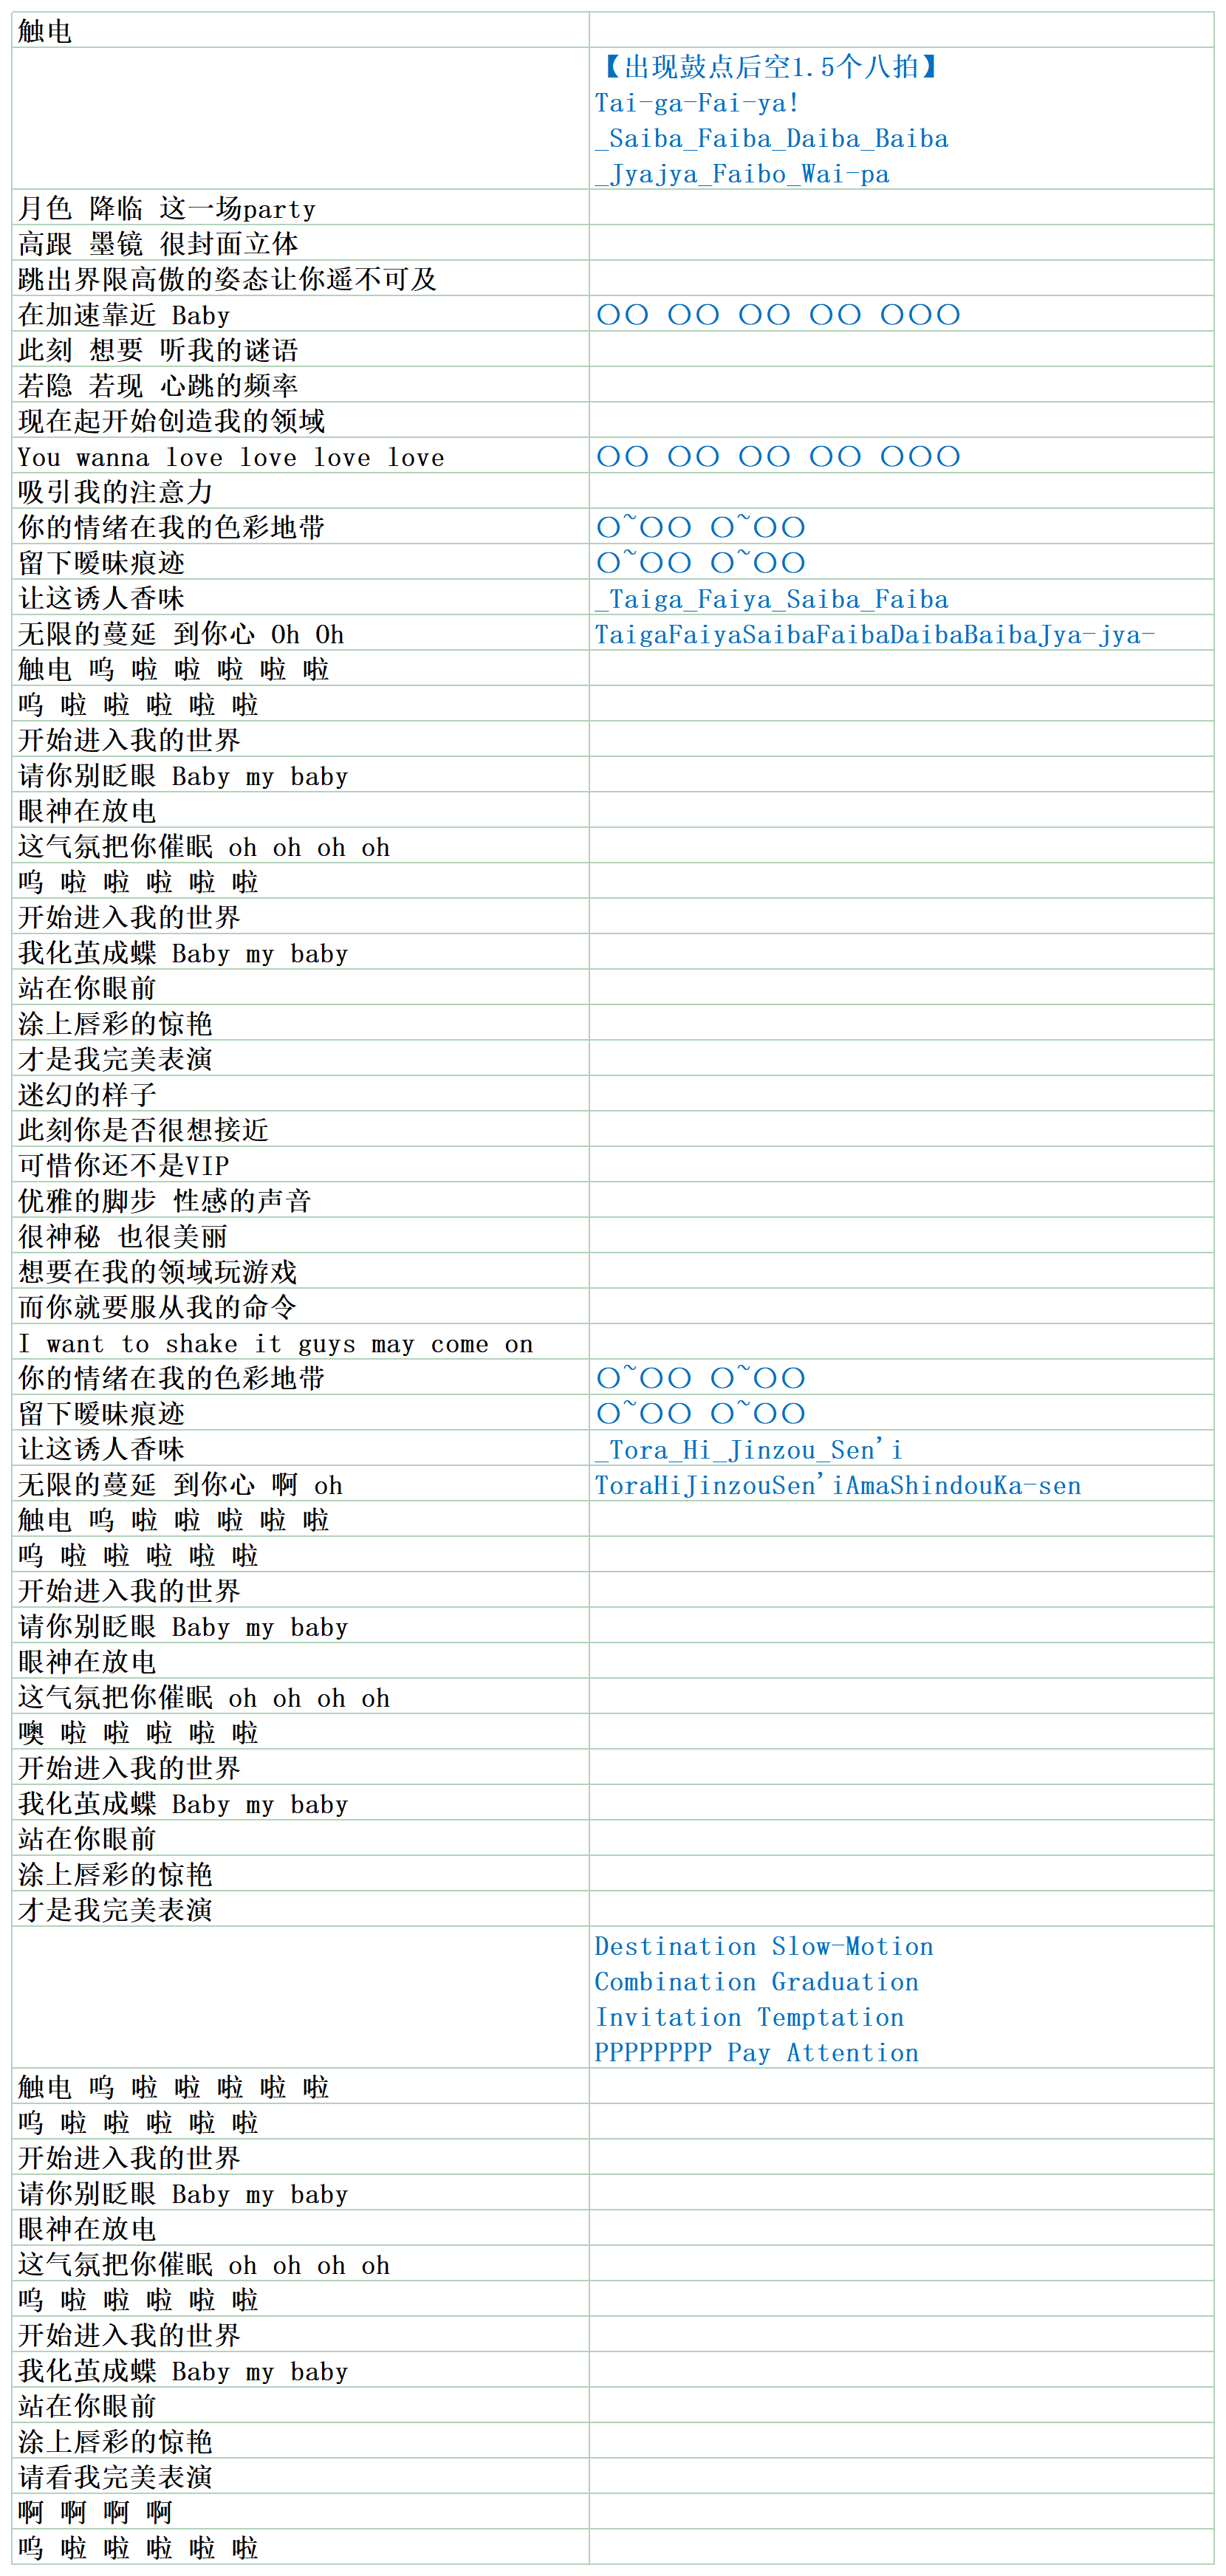 触电
【出现鼓点后空1.5个八拍】
Tai-ga-Fai-ya!
_Saiba_Faiba_Daiba_Baiba
_Jyajya_Faibo_Wai-pa
月色 降临 这一场party
高跟 墨镜 很封面立体
跳出界限高傲的姿态让你遥不可及
在加速靠近 Baby 〇〇 〇〇 〇〇 〇〇 〇〇〇
此刻 想要 听我的谜语
若隐 若现 心跳的频率
现在起开始创造我的领域
You wanna love love love love 〇〇 〇〇 〇〇 〇〇 〇〇〇
吸引我的注意力
你的情绪在我的色彩地带 〇~〇〇 〇~〇〇
留下暧昧痕迹 〇~〇〇 〇~〇〇
让这诱人香味 _Taiga_Faiya_Saiba_Faiba
无限的蔓延 到你心 Oh Oh TaigaFaiyaSaibaFaibaDaibaBaibaJya-jya-
触电 呜 啦 啦 啦 啦 啦
呜 啦 啦 啦 啦 啦
开始进入我的世界
请你别眨眼 Baby my baby
眼神在放电
这气氛把你催眠 oh oh oh oh
呜 啦 啦 啦 啦 啦
开始进入我的世界
我化茧成蝶 Baby my baby
站在你眼前
涂上唇彩的惊艳
才是我完美表演
迷幻的样子
此刻你是否很想接近
可惜你还不是VIP
优雅的脚步 性感的声音
很神秘 也很美丽
想要在我的领域玩游戏
而你就要服从我的命令
I want to shake it guys may come on
你的情绪在我的色彩地带 〇~〇〇 〇~〇〇
留下暧昧痕迹 〇~〇〇 〇~〇〇
让这诱人香味 _Tora_Hi_Jinzou_Sen'i
无限的蔓延 到你心 啊 oh ToraHiJinzouSen'iAmaShindouKa-sen
触电 呜 啦 啦 啦 啦 啦
呜 啦 啦 啦 啦 啦
开始进入我的世界
请你别眨眼 Baby my baby
眼神在放电
这气氛把你催眠 oh oh oh oh
噢 啦 啦 啦 啦 啦
开始进入我的世界
我化茧成蝶 Baby my baby
站在你眼前
涂上唇彩的惊艳
才是我完美表演
Destination Slow-Motion
Combination Graduation
Invitation Temptation
PPPPPPPP Pay Attention
触电 呜 啦 啦 啦 啦 啦
呜 啦 啦 啦 啦 啦
开始进入我的世界
请你别眨眼 Baby my baby
眼神在放电
这气氛把你催眠 oh oh oh oh
呜 啦 啦 啦 啦 啦
开始进入我的世界
我化茧成蝶 Baby my baby
站在你眼前
涂上唇彩的惊艳
请看我完美表演
啊 啊 啊 啊
呜 啦 啦 啦 啦 啦